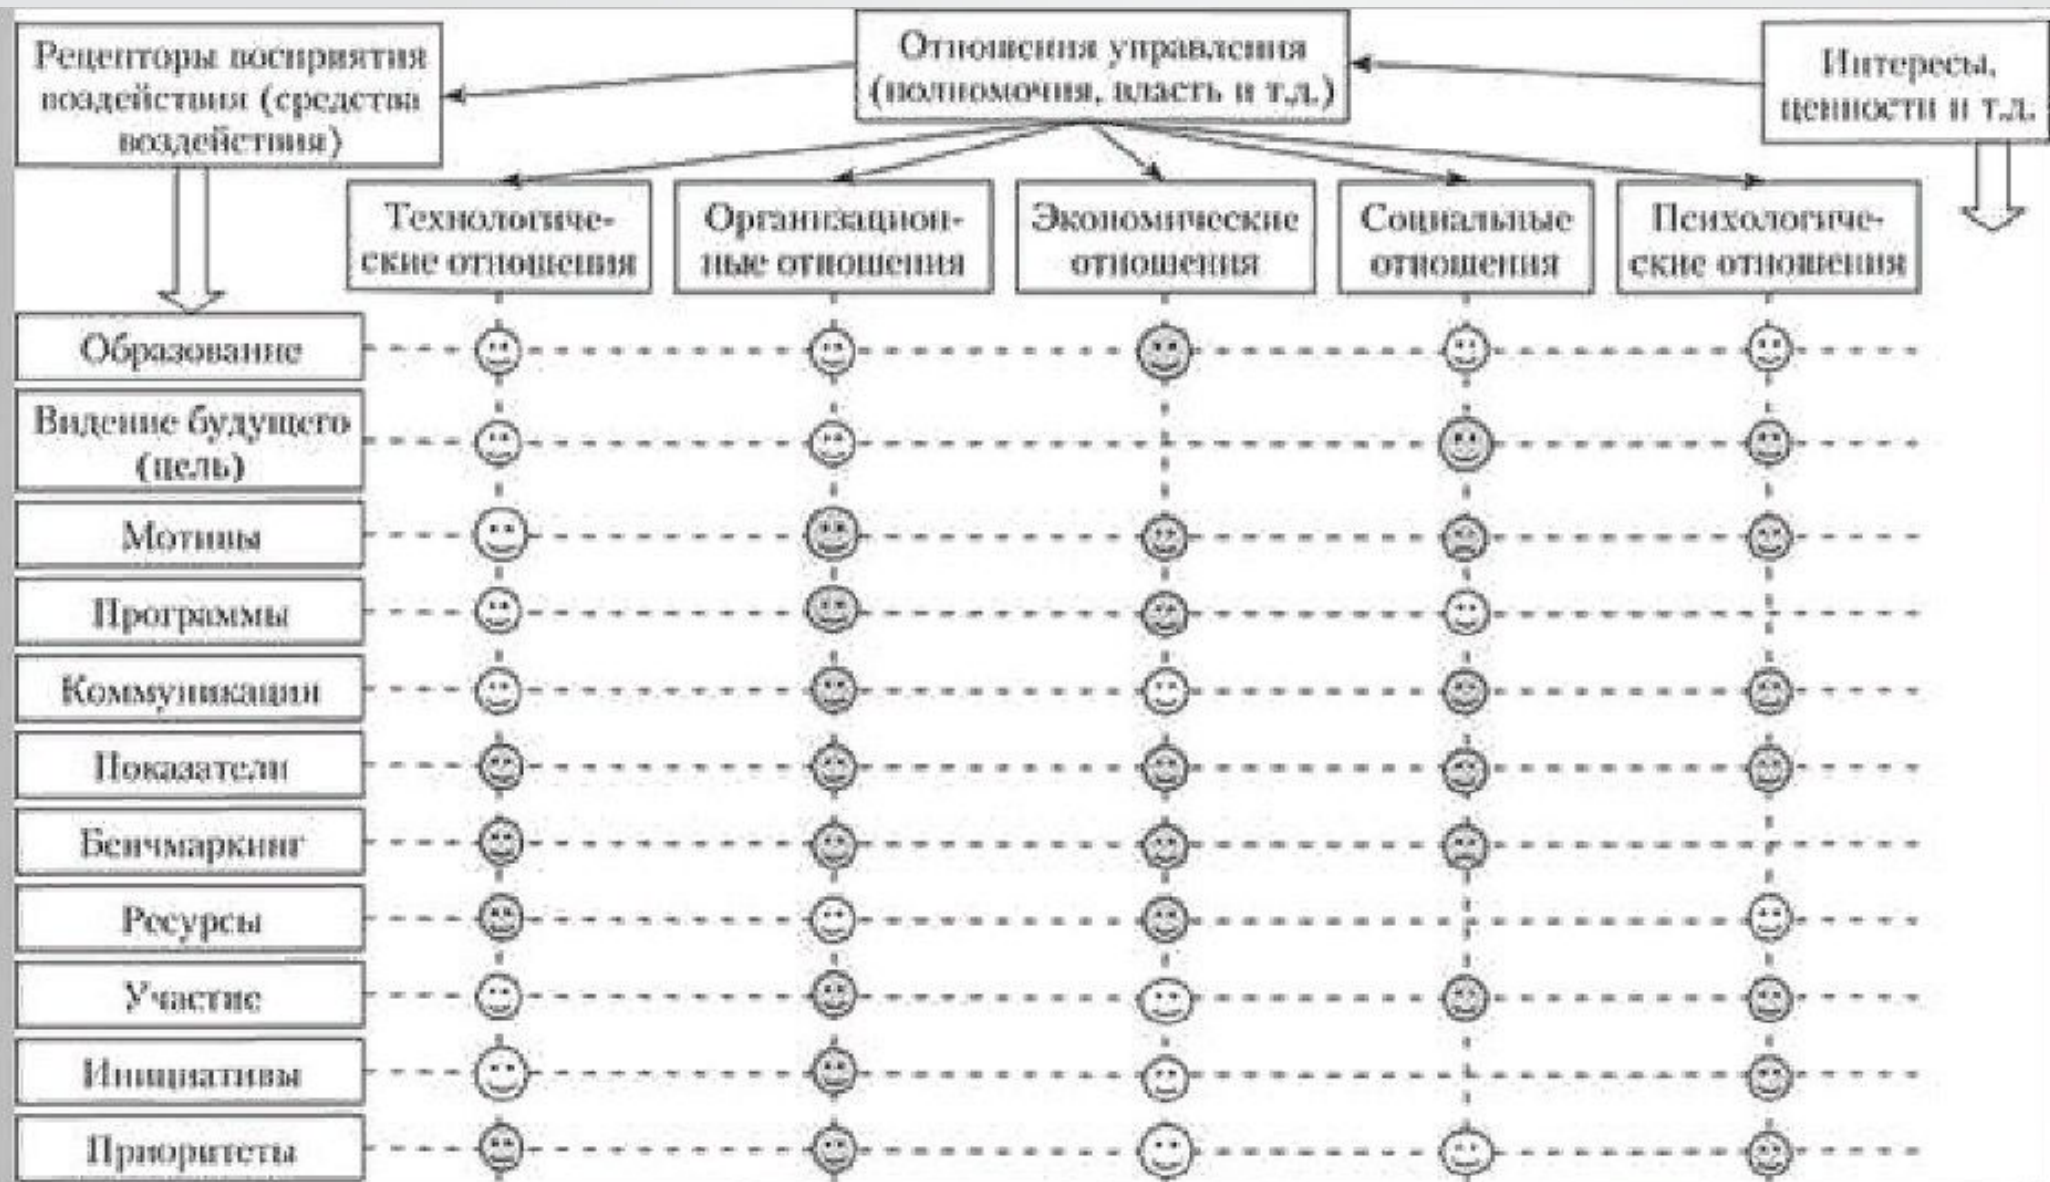 Рецепторы восприятия
воздействия (средства
воздействия)
Отношения управления
(полномочия, власть и т.д.)
Интересы,
ценности и т.д.
Технологиче-
ские отношения
Организацион-
ные отношения
Экономические
отношения
Социальные
отношения
Психологиче-
ские отношения
Образование
Видение будущего
(цель)
Мотивы
Программы
Коммуникации
Показатели
Бенчмаркинг
Ресурсы
Участие
Инициативы
Приоритеты